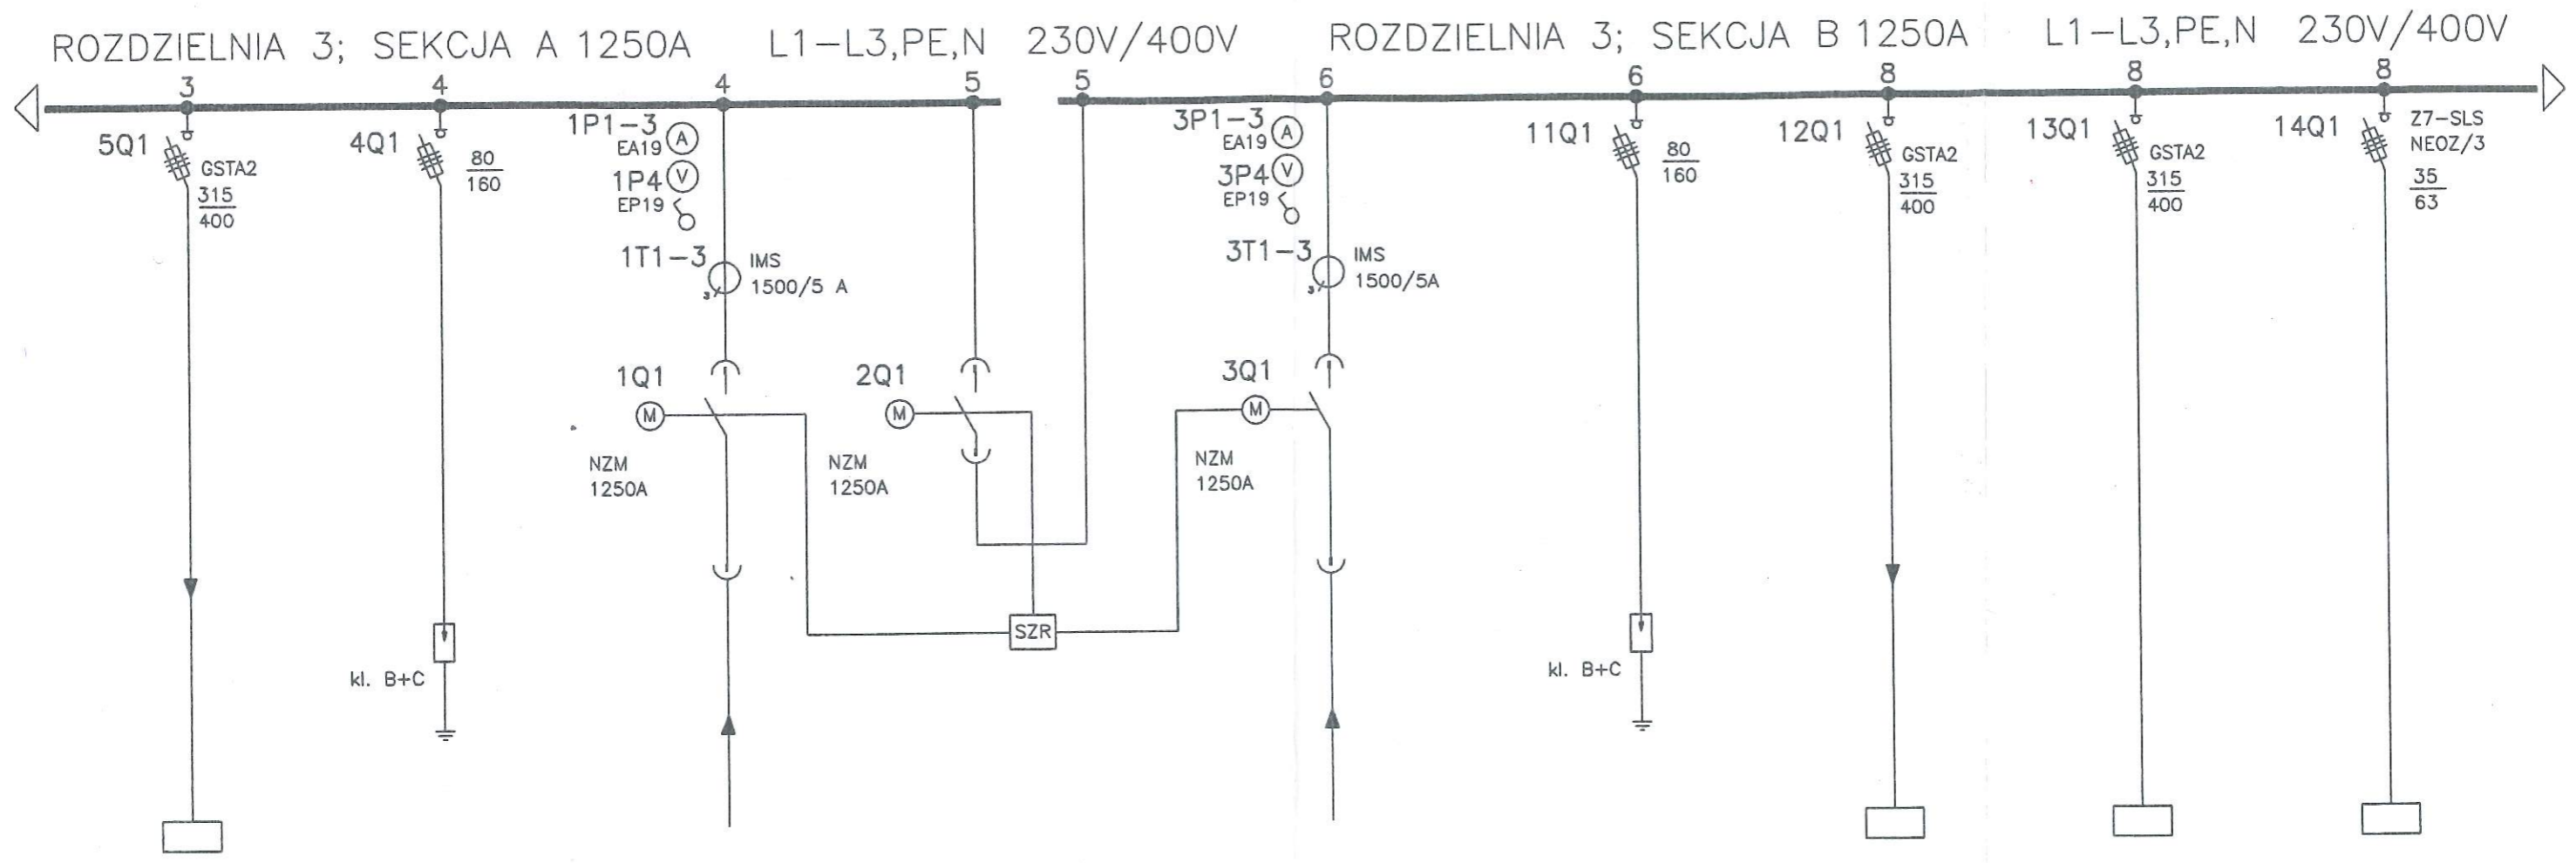 ROZDZIELNIA 3; SEKCJA A 1250A L1-L3,PE,N 230V/400V
ROZDZIELNIA 3; SEKCJA B 1250A L1-L3,PE,N 230V/400V
3 4 4 5 5 6 6 8 8 8
5Q1
GSTA2
315
400
4Q1
80
160
kl. B+C
1P1-3
A
EA19
1P4
V
EP19
1T1-3
3
IMS
1500/5 A
1Q1
M
NZM
1250A
2Q1
M
NZM
1250A
SZR
3P1-3
A
EA19
3P4
V
EP19
3T1-3
3
IMS
1500/5A
3Q1
M
NZM
1250A
11Q1
80
160
kl. B+C
12Q1
GSTA2
315
400
13Q1
GSTA2
315
400
14Q1
Z7-SLS
NEOZ/3
35
63